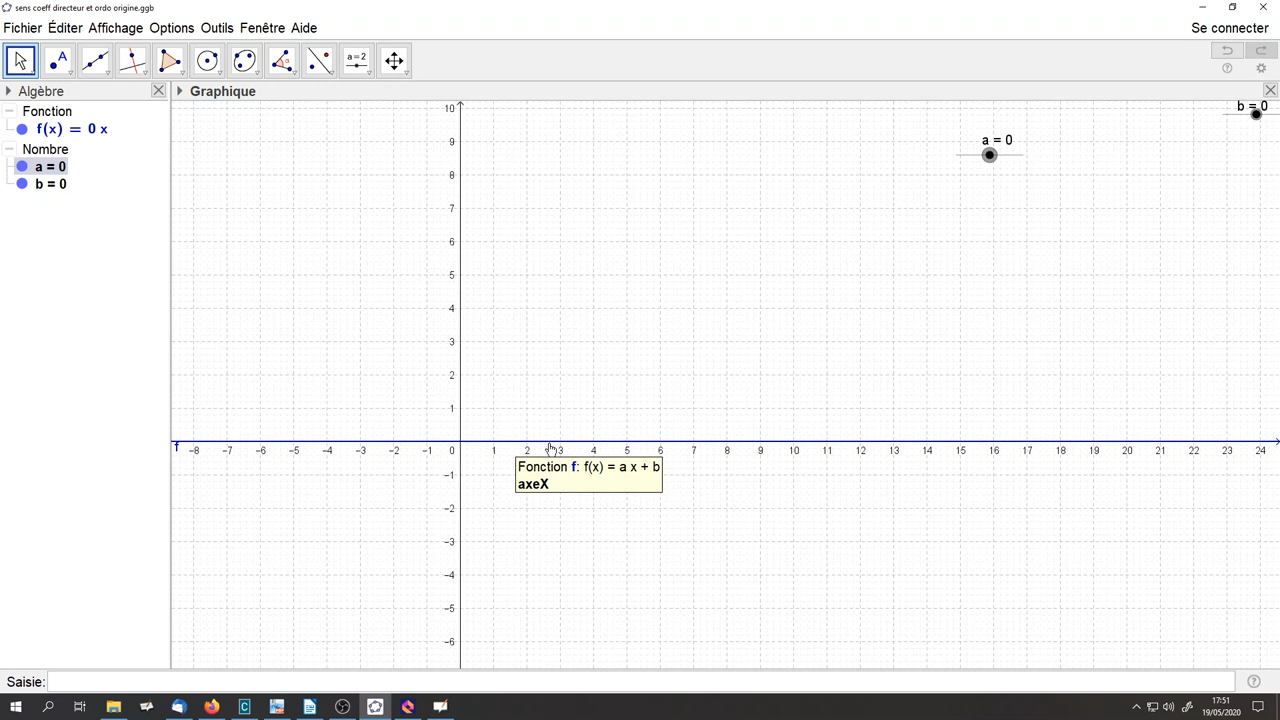 sens coeff directeur et ordo origine.ggb
Fichier Éditer Affichage Options Outils Fenêtre Aide
Se connecter
A
a=2
Algèbre
Graphique
Fonction
f(x) = 0 x
Nombre
a = 0
b = 0
b = 0
a = 0
10
9
8
7
6
5
4
3
2
1
f
−8 −7 −6 −5 −4 −3 −2 −1 0 1 2 3 4 5 6 7 8 9 10 11 12 13 14 15 16 17 18 19 20 21 22 23 24
Fonction f: f(x) = a x + b
axeX
−1
−2
−3
−4
−5
−6
Saisie:
17:51
19/05/2020